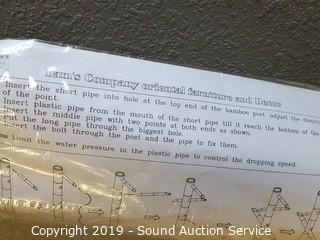 Ham's Company oriental farniture and Decor
Insert the short pipe into hole at the top end of the bamboo post ,adjust the
of the point.
Insert plastic pipe from the mouth of the short pipe till it reach the bottom of the
Insert the middle pipe with two points at both ends as shown.
Put the long pipe through the biggest hole.
Insert the bolt through the post and the pipe to fix them.
limit the water pressure in the plastic pipe to control the dropping speed
Copyright 2019 - Sound Auction Service